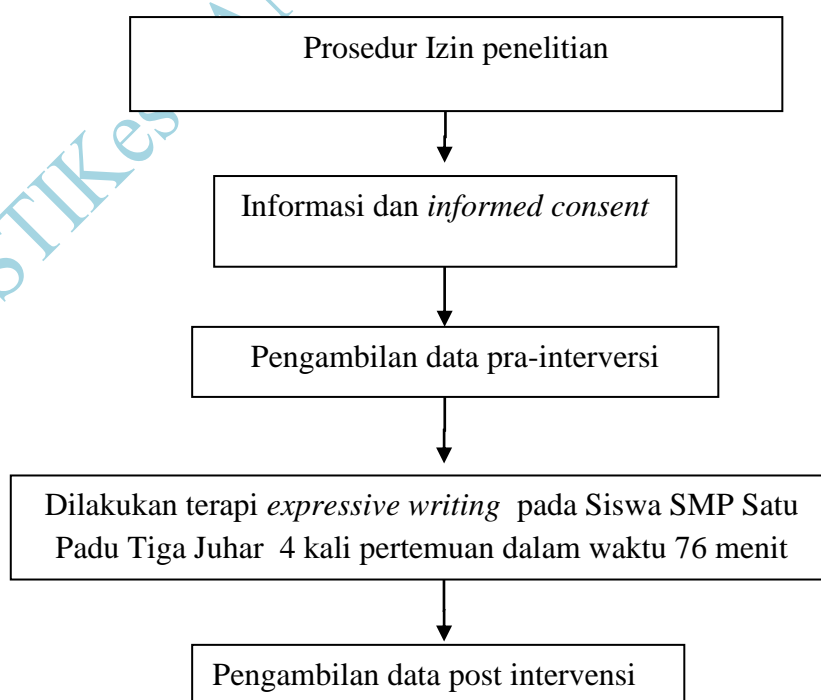 Prosedur Izin penelitian
STIKes
Informasi dan informed consent
Pengambilan data pra-interversi
Dilakukan terapi expressive writing pada Siswa SMP Satu
Padu Tiga Juhar 4 kali pertemuan dalam waktu 76 menit
Pengambilan data post intervensi